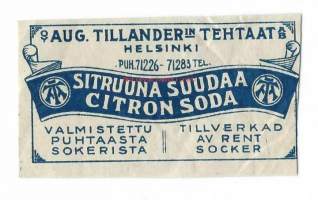 O/Y AUG. TILLANDER IN TEHTAAT A/B
HELSINKI
PUH. 71226 - 71283 TEL.
SITRUUNA SUUDAA
CITRON SODA
VALMISTETTU
PUHTAASTA
SOKERISTA
TILLVERKAD
AV RENT
SOCKER